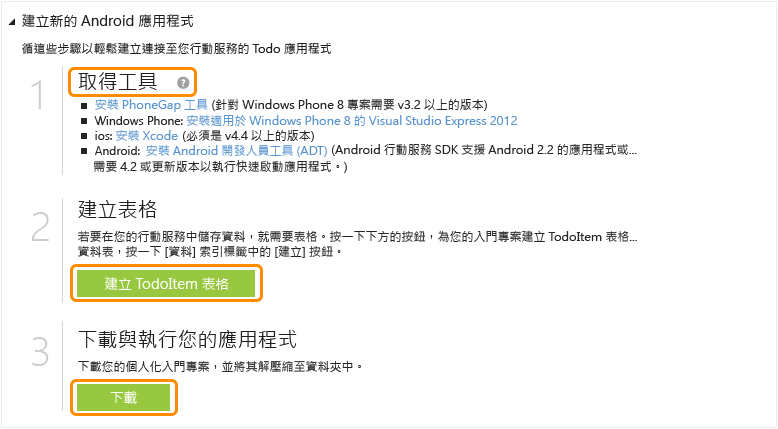 建立新的 Android 應用程式
循這些步驟以輕鬆建立連接至您行動服務的 Todo 應用程式
1
取得工具 ?
安裝 PhoneGap 工具 (針對 Windows Phone 8 專案需要 v3.2 以上的版本)
Windows Phone: 安裝適用於 Windows Phone 8 的 Visual Studio Express 2012
ios: 安裝 Xcode (必須是 v4.4 以上的版本)
Android: 安裝 Android 開發人員工具 (ADT) (Android 行動服務 SDK 支援 Android 2.2 的應用程式或...
需要 4.2 或更新版本以執行快速啟動應用程式。)
2
建立表格
若要在您的行動服務中儲存資料，就需要表格。按一下下方的按鈕，為您的入門專案建立 TodoItem 表格...
資料表，按一下 [資料] 索引標籤中的 [建立] 按鈕。
建立 TodoItem 表格
3
下載與執行您的應用程式
下載您的個人化入門專案，並將其解壓縮至資料夾中。
下載